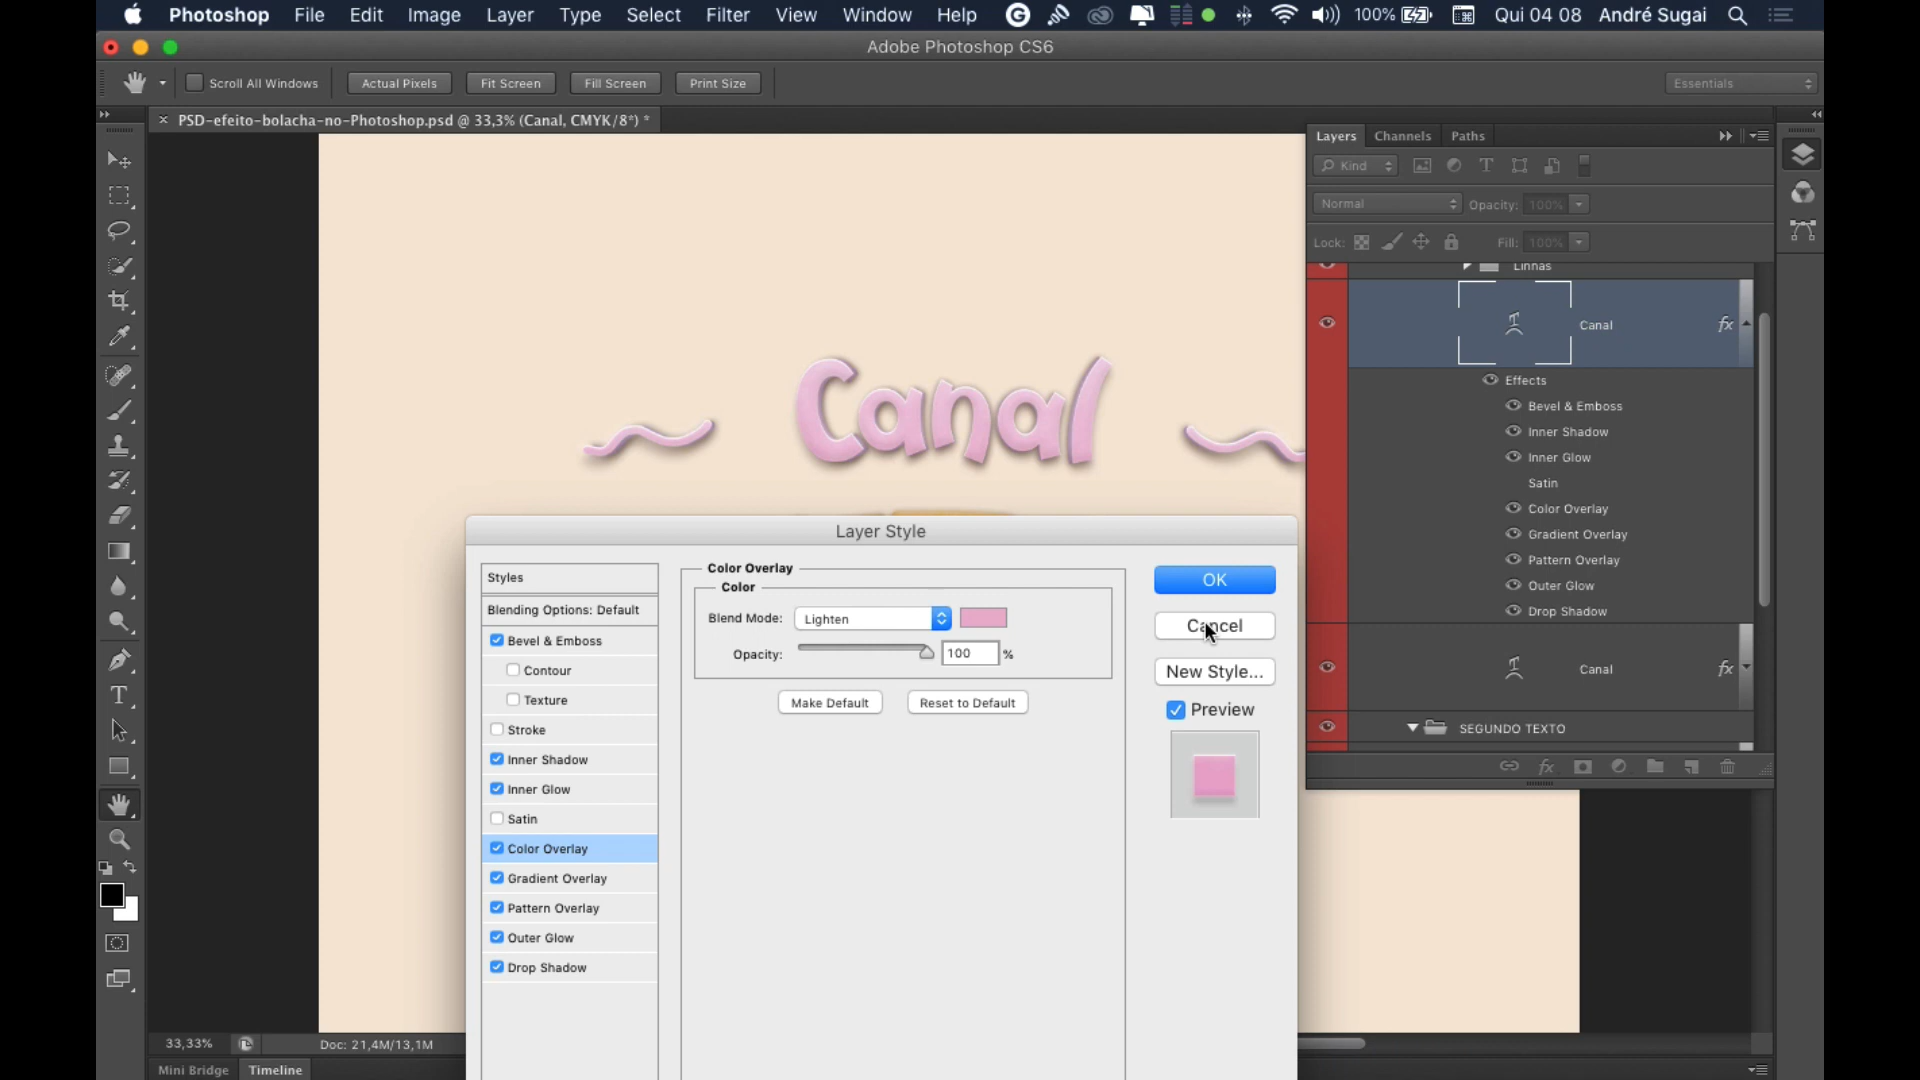 Photoshop File Edit Image Layer Type Select Filter View Window Help 100% Qui 04 08 André Sugai
Adobe Photoshop CS6
Scroll All Windows Actual Pixels Fit Screen Fill Screen Print Size Essentials
PSD-efeito-bolacha-no-Photoshop.psd @ 33,3% (Canal, CMYK/8*) *
Layers Channels Paths
Kind
Normal Opacity: 100%
Lock: Fill: 100%
Linhas
Canal
Effects
Bevel & Emboss
Inner Shadow
Inner Glow
Satin
Color Overlay
Gradient Overlay
Pattern Overlay
Outer Glow
Drop Shadow
Canal
SEGUNDO TEXTO
Canal
Layer Style
Styles
Blending Options: Default
Bevel & Emboss
Contour
Texture
Stroke
Inner Shadow
Inner Glow
Satin
Color Overlay
Gradient Overlay
Pattern Overlay
Outer Glow
Drop Shadow
Color Overlay
Color
Blend Mode: Lighten
Opacity: 100 %
Make Default Reset to Default
OK
Cancel
New Style...
Preview
33,33% Doc: 21,4M/13,1M
Mini Bridge Timeline